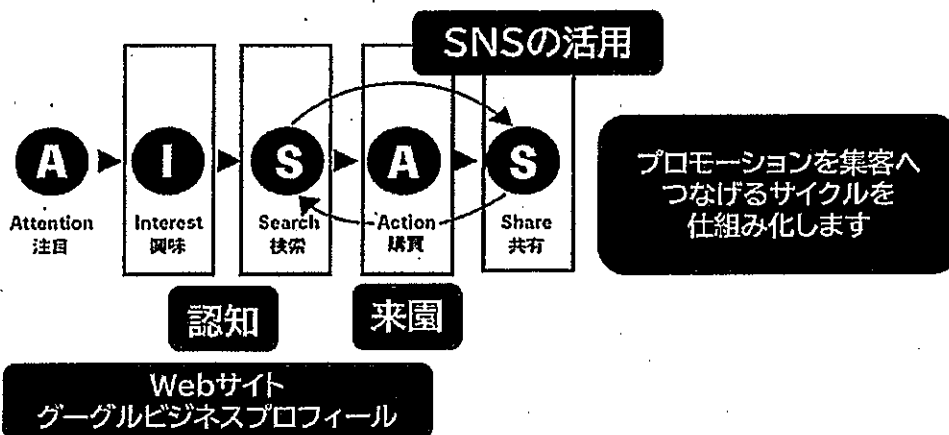 SNSの活用
A
I
S
A
S
Attention
注目
Interest
興味
Search
検索
Action
購買
Share
共有
プロモーションを集客へ
つなげるサイクルを
仕組み化します
認知
来園
Webサイト
グーグルビジネスプロフィール